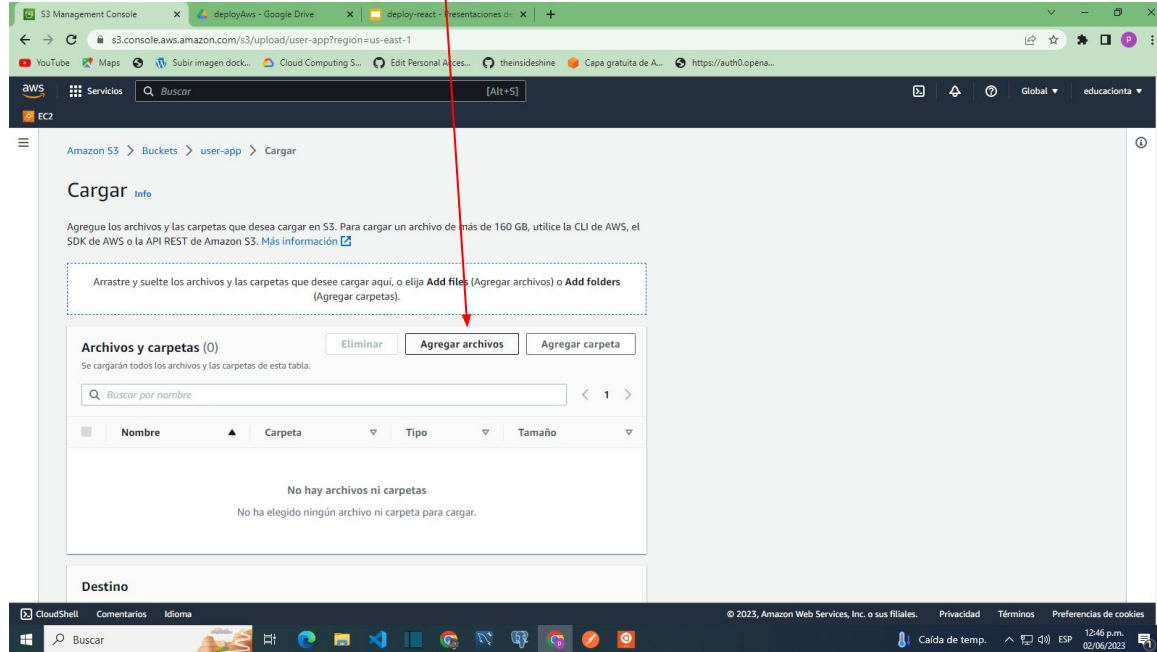 S3 Management Console
deployAws - Google Drive
deploy-react - Presentaciones de
s3.console.aws.amazon.com/s3/upload/user-app?region=us-east-1
YouTube
Maps
Subir imagen dock...
Cloud Computing S...
Edit Personal Acces...
theinsideshine
Capa gratuita de A...
https://auth0.opena...
aws
Servicios
Buscar
[Alt+S]
Global
educacionta
EC2
Amazon S3 > Buckets > user-app > Cargar
Cargar Info
Agregue los archivos y las carpetas que desea cargar en S3. Para cargar un archivo de más de 160 GB, utilice la CLI de AWS, el
SDK de AWS o la API REST de Amazon S3. Más información
Arrastre y suelte los archivos y las carpetas que desee cargar aquí, o elija Add files (Agregar archivos) o Add folders
(Agregar carpetas).
Archivos y carpetas (0)
Eliminar
Agregar archivos
Agregar carpeta
Se cargarán todos los archivos y las carpetas de esta tabla.
Buscar por nombre
1
Nombre
Carpeta
Tipo
Tamaño
No hay archivos ni carpetas
No ha elegido ningún archivo ni carpeta para cargar.
Destino
CloudShell
Comentarios
Idioma
© 2023, Amazon Web Services, Inc. o sus filiales.
Privacidad
Términos
Preferencias de cookies
Buscar
Caída de temp.
ESP
12:46 p.m.
02/06/2023